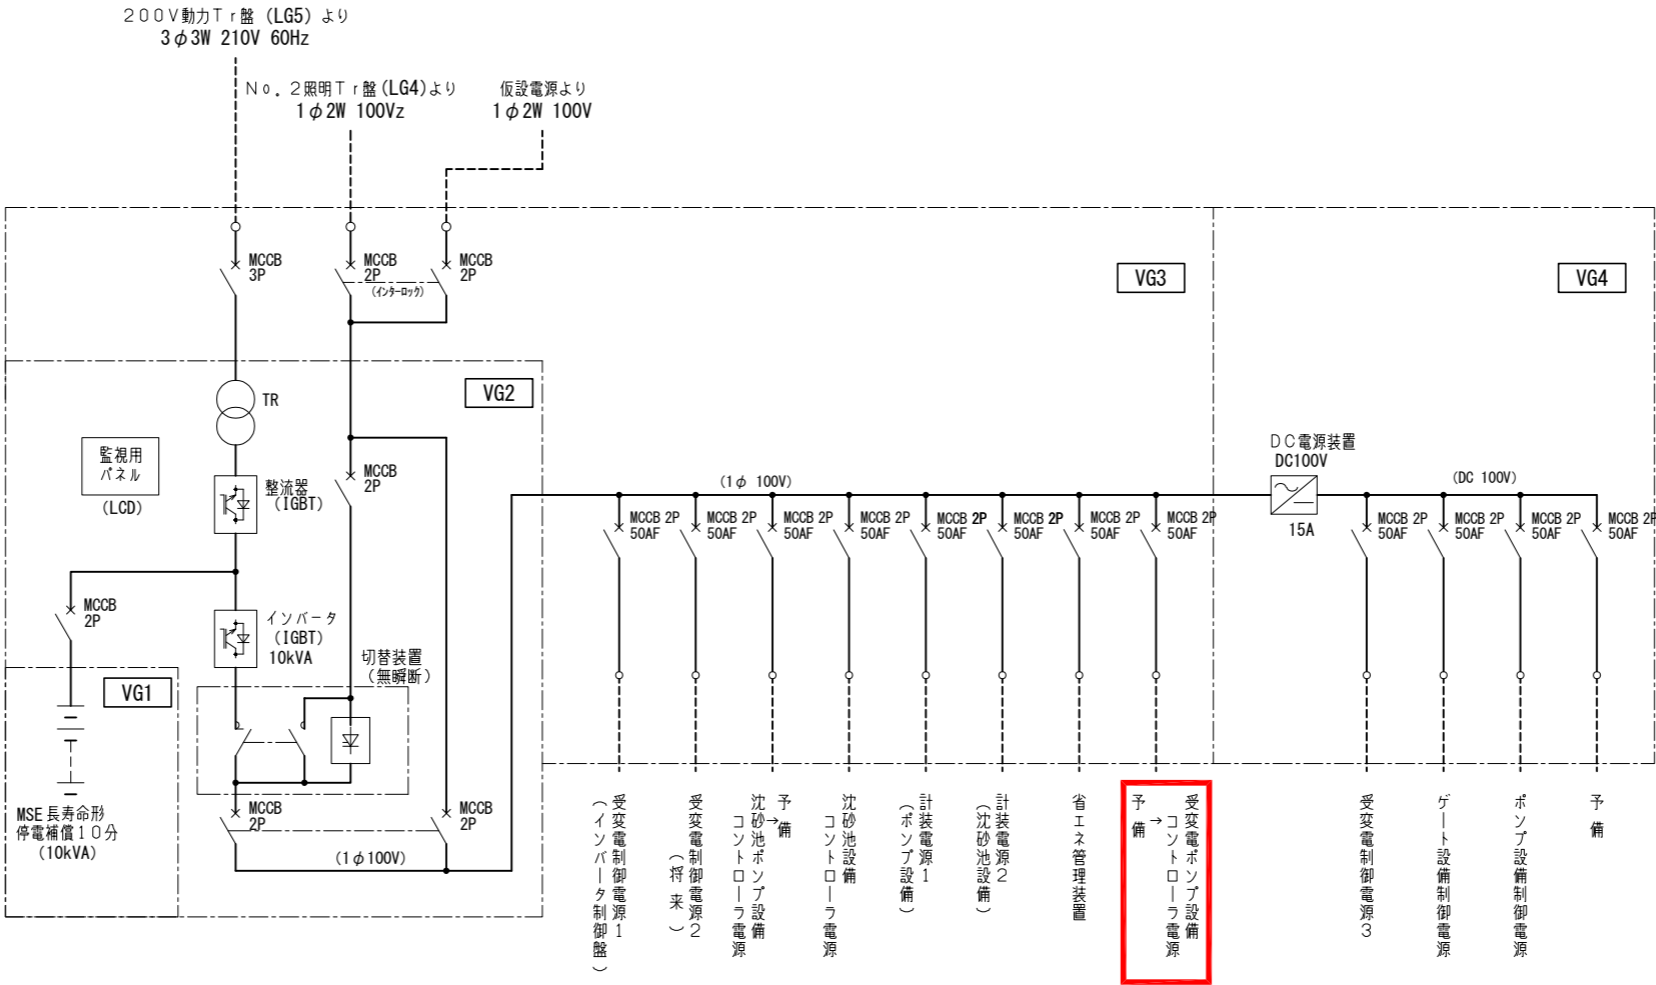 ２００Ｖ動力Ｔｒ盤 (LG5) より
3φ3W 210V 60Hz
Ｎｏ．２照明Ｔｒ盤(LG4)より
1φ2W 100Vz
仮設電源より
1φ2W 100V
MCCB
3P
MCCB
2P
(インターロック)
MCCB
2P
VG3
VG4
VG2
TR
監視用
パネル
(LCD)
整流器
(IGBT)
MCCB
2P
MCCB
2P
インバータ
(IGBT)
10kVA
切替装置
(無瞬断)
VG1
MSE長寿命形
停電補償１０分
(10kVA)
MCCB
2P
MCCB
2P
(1φ100V)
(1φ 100V)
MCCB 2P
50AF
MCCB 2P
50AF
MCCB 2P
50AF
MCCB 2P
50AF
MCCB 2P
50AF
MCCB 2P
50AF
MCCB 2P
50AF
MCCB 2P
50AF
ＤＣ電源装置
DC100V
15A
(DC 100V)
MCCB 2P
50AF
MCCB 2P
50AF
MCCB 2P
50AF
MCCB 2P
50AF
受変電制御電源１
（インバータ制御盤）
受変電制御電源２
（将 来）
予備
→
沈砂池ポンプ設備
コントローラ電源
沈砂池設備
コントローラ電源
計装電源１
（ポンプ設備）
計装電源２
（沈砂池設備）
省エネ管理装置
受変電ポンプ設備
コントローラ電源
→
予備
受変電制御電源３
ゲート設備制御電源
ポンプ設備制御電源
予備